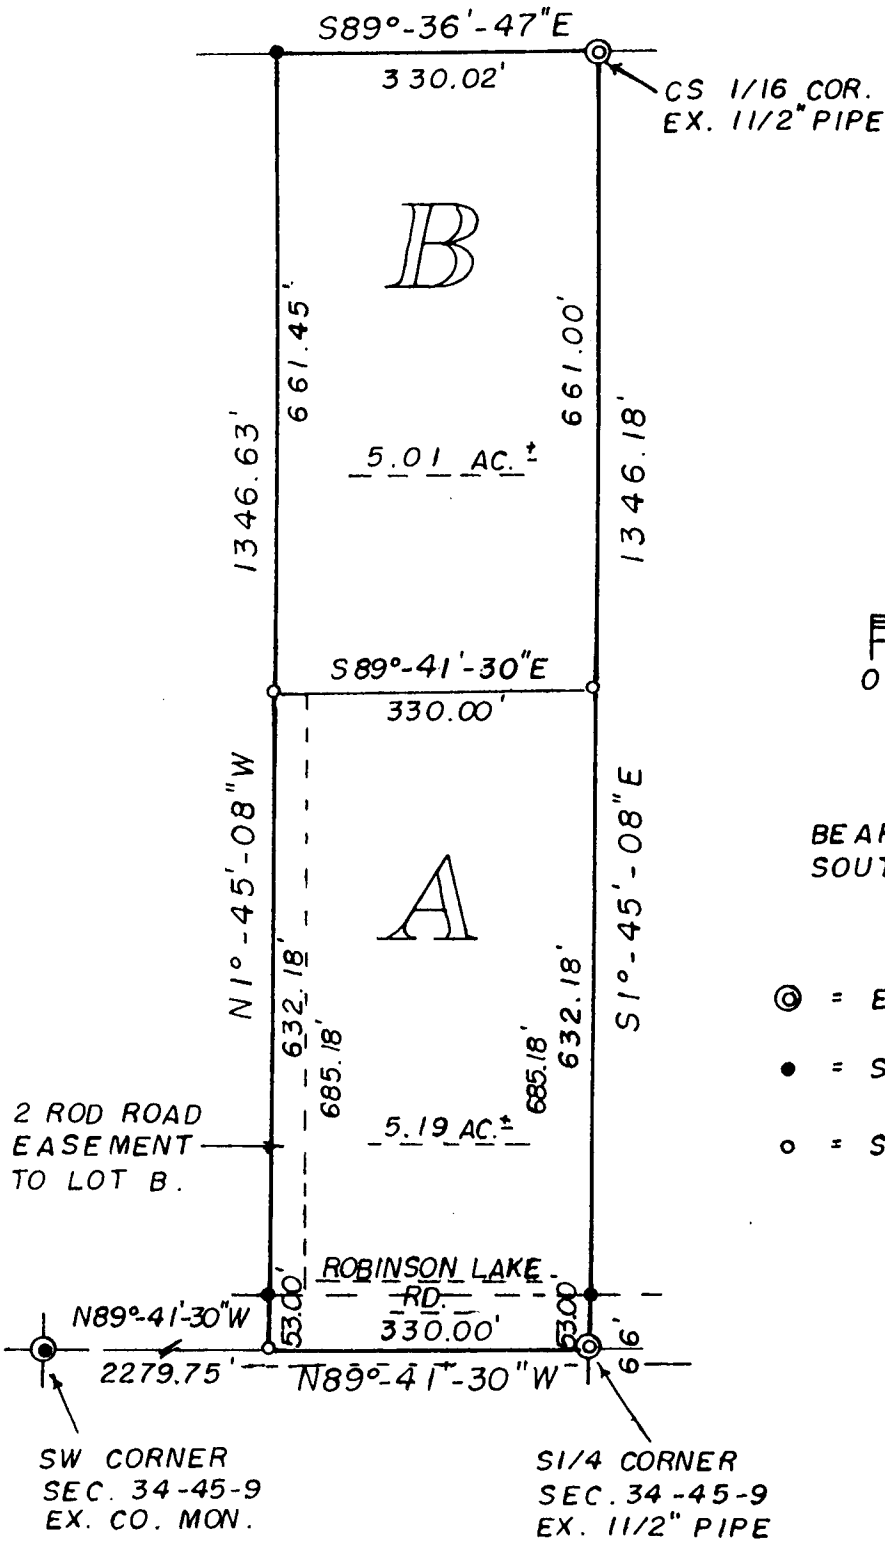 S89°-36'-47"E
330.02'
CS 1/16 COR.
EX. 11/2" PIPE
B
661.45'
661.00'
1346.63'
1346.18'
5.01 AC.±
S89°-41'-30"E
330.00'
0
N1°-45'-08"W
S1°-45'-08"E
BEAR
SOUT
A
632.18'
685.18'
685.18'
632.18'
= E
= S
= S
2 ROD ROAD
EASEMENT
TO LOT B.
5.19 AC.±
ROBINSON LAKE
RD.
53.00'
53.00
N89°-41'-30"W
330.00'
66'
2279.75'
N89°-41'-30"W
SW CORNER
SEC. 34-45-9
EX. CO. MON.
S1/4 CORNER
SEC. 34-45-9
EX. 11/2" PIPE